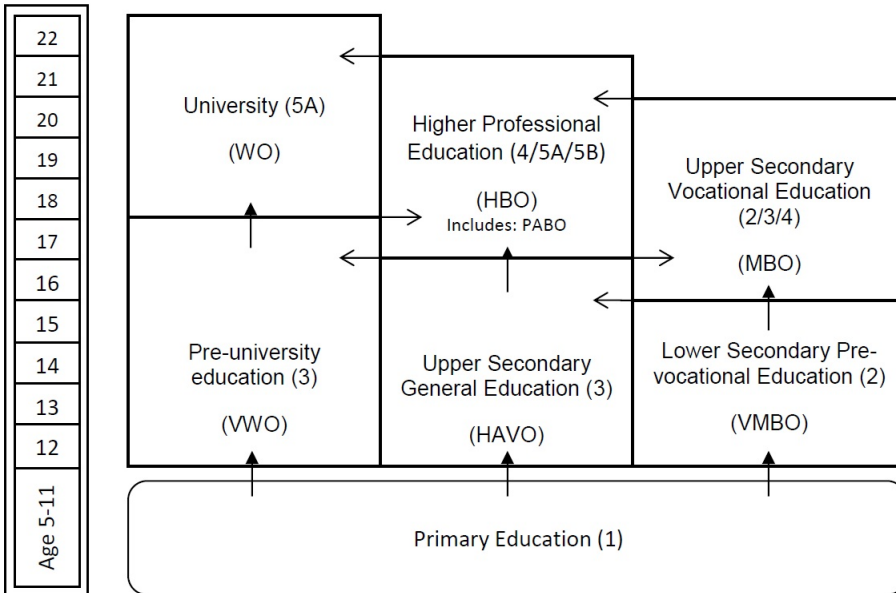 22
21
20
19
18
17
16
15
14
13
12
Age 5-11
University (5A)
(WO)
Higher Professional
Education (4/5A/5B)
(HBO)
Includes: PABO
Upper Secondary
Vocational Education
(2/3/4)
(MBO)
Pre-university
education (3)
(VWO)
Upper Secondary
General Education (3)
(HAVO)
Lower Secondary Pre-
vocational Education (2)
(VMBO)
Primary Education (1)